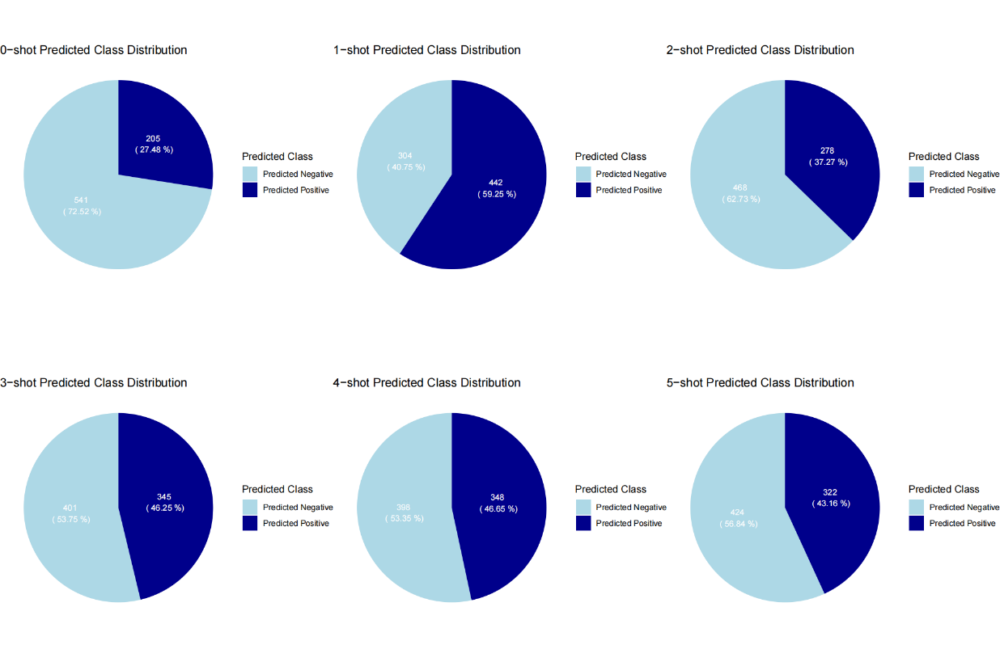 0−shot Predicted Class Distribution
205
( 27.48 %)
541
( 72.52 %)
Predicted Class
Predicted Negative
Predicted Positive
1−shot Predicted Class Distribution
304
( 40.75 %)
442
( 59.25 %)
Predicted Class
Predicted Negative
Predicted Positive
2−shot Predicted Class Distribution
278
( 37.27 %)
468
( 62.73 %)
Predicted Class
Predicted Negative
Predicted Positive
3−shot Predicted Class Distribution
345
( 46.25 %)
401
( 53.75 %)
Predicted Class
Predicted Negative
Predicted Positive
4−shot Predicted Class Distribution
348
( 46.65 %)
398
( 53.35 %)
Predicted Class
Predicted Negative
Predicted Positive
5−shot Predicted Class Distribution
322
( 43.16 %)
424
( 56.84 %)
Predicted Class
Predicted Negative
Predicted Positive